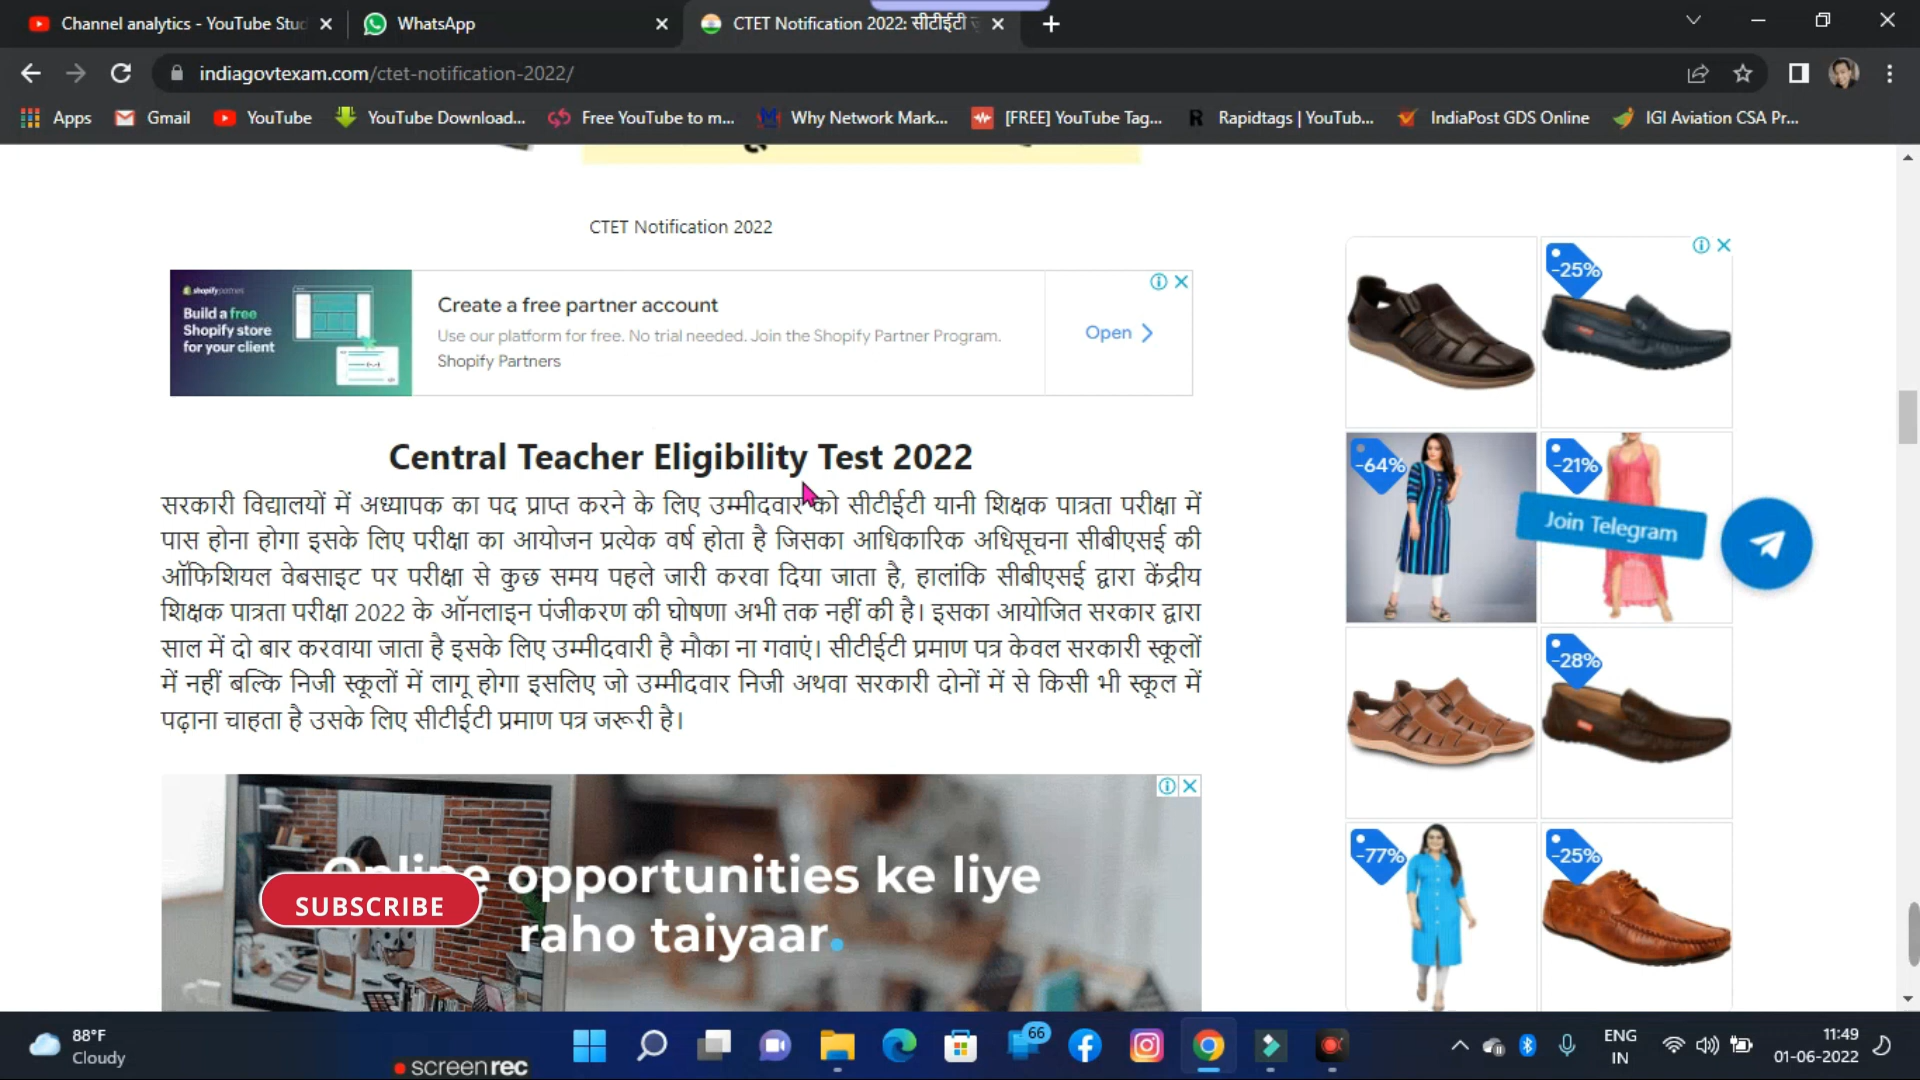 Channel analytics - YouTube Stud
WhatsApp
CTET Notification 2022: सीटीईटी
indiagovtexam.com/ctet-notification-2022/
Apps
Gmail
YouTube
YouTube Download...
Free YouTube to m...
Why Network Mark...
[FREE] YouTube Tag...
Rapidtags | YouTub...
IndiaPost GDS Online
IGI Aviation CSA Pr...
CTET Notification 2022
shopify partners
Build a free
Shopify store
for your client
Create a free partner account
Use our platform for free. No trial needed. Join the Shopify Partner Program.
Shopify Partners
Open
Central Teacher Eligibility Test 2022
सरकारी विद्यालयों में अध्यापक का पद प्राप्त करने के लिए उम्मीदवार को सीटीईटी यानी शिक्षक पात्रता परीक्षा में
पास होना होगा इसके लिए परीक्षा का आयोजन प्रत्येक वर्ष होता है जिसका आधिकारिक अधिसूचना सीबीएसई की
ऑफिशियल वेबसाइट पर परीक्षा से कुछ समय पहले जारी करवा दिया जाता है, हालांकि सीबीएसई द्वारा केंद्रीय
शिक्षक पात्रता परीक्षा 2022 के ऑनलाइन पंजीकरण की घोषणा अभी तक नहीं की है। इसका आयोजित सरकार द्वारा
साल में दो बार करवाया जाता है इसके लिए उम्मीदवारी है मौका ना गवाएं। सीटीईटी प्रमाण पत्र केवल सरकारी स्कूलों
में नहीं बल्कि निजी स्कूलों में लागू होगा इसलिए जो उम्मीदवार निजी अथवा सरकारी दोनों में से किसी भी स्कूल में
पढ़ाना चाहता है उसके लिए सीटीईटी प्रमाण पत्र जरूरी है।
-25%
-64%
-21%
Join Telegram
-28%
-77%
-25%
Online opportunities ke liye
raho taiyaar.
SUBSCRIBE
88°F
Cloudy
screenrec
66
ENG
IN
11:49
01-06-2022